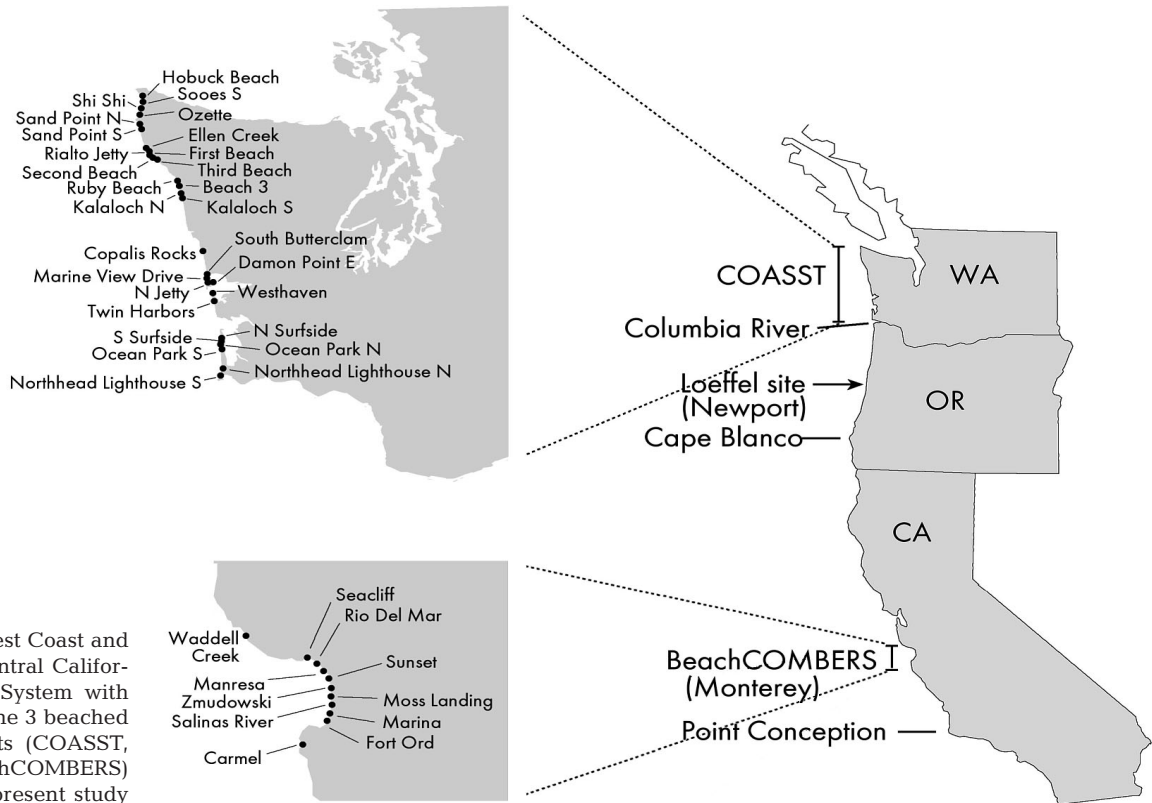 Hobuck Beach
Shi Shi
Sooes S
Sand Point N
Ozette
Sand Point S
Ellen Creek
Rialto Jetty
First Beach
Second Beach
Third Beach
Ruby Beach
Beach 3
Kalaloch N
Kalaloch S
South Butterclam
Copalis Rocks
Damon Point E
Marine View Drive
N Jetty
Westhaven
Twin Harbors
N Surfside
S Surfside
Ocean Park N
Ocean Park S
Northhead Lighthouse N
Northhead Lighthouse S
COASST
WA
Columbia River
Loeffel site
(Newport)
OR
Cape Blanco
CA
BeachCOMBERS
(Monterey)
Point Conception
Seacliff
Rio Del Mar
Waddell
Creek
Sunset
Manresa
Zmudowski
Moss Landing
Salinas River
Marina
Fort Ord
Carmel
est Coast and
ntral Califor-
System with
ne 3 beached
ts (COASST,
hCOMBERS)
present study